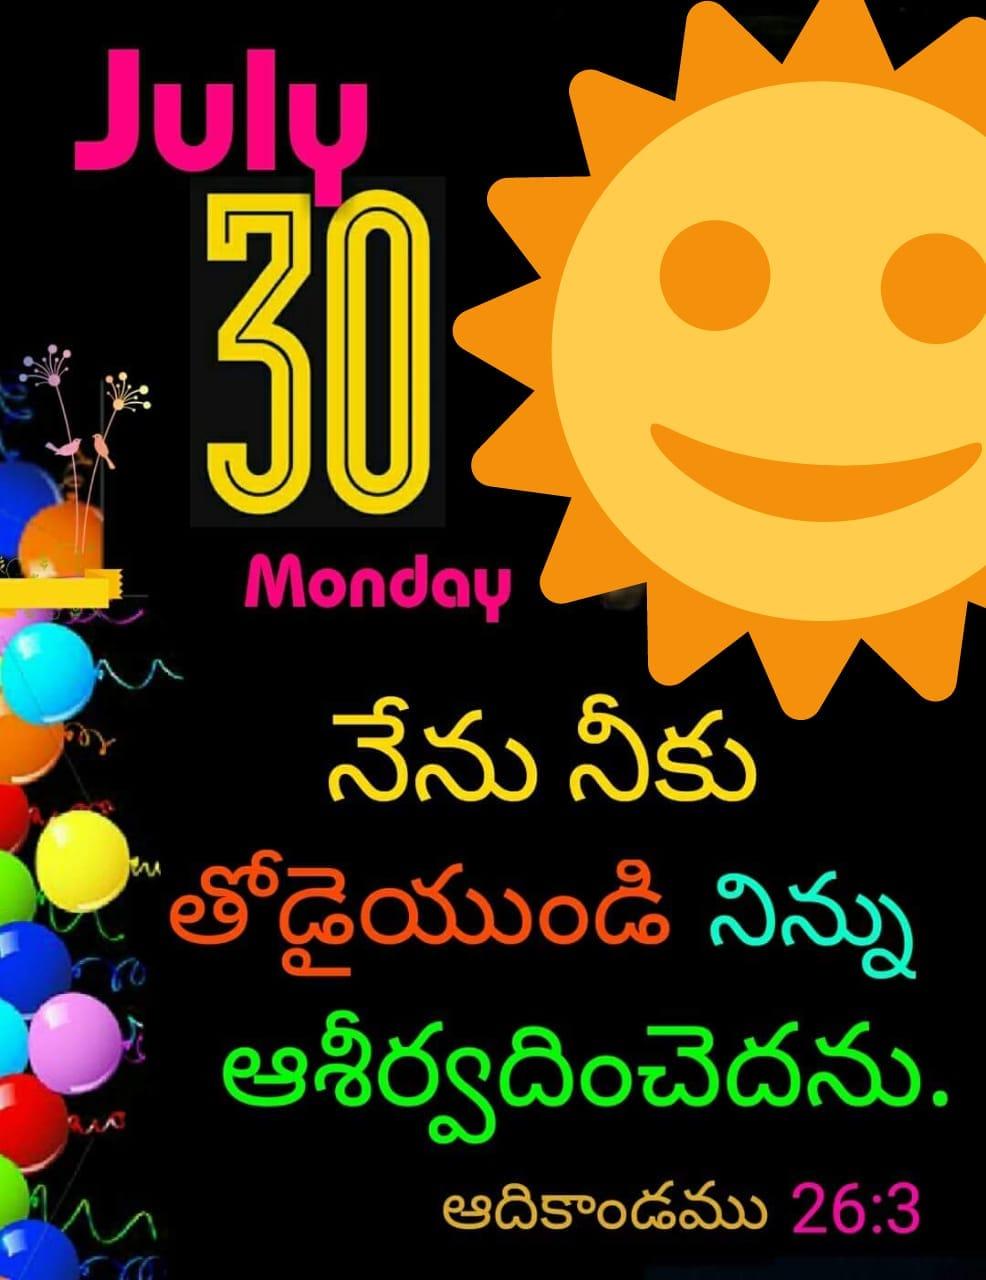 July
30
Monday
నేను నీకు
తోడైయుండి నిన్ను
ఆశీర్వదించెదను.
ఆదికాండము 26:3